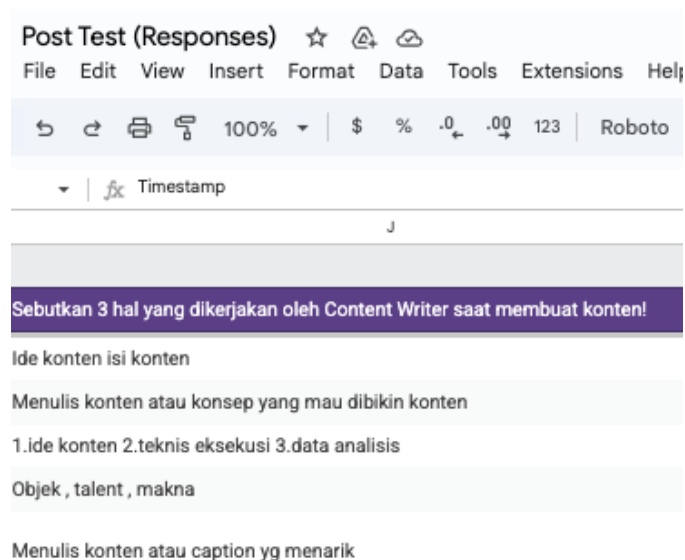 Post Test (Responses)
File Edit View Insert Format Data Tools Extensions Help
100% $ % .0 .00 123 Roboto
fx Timestamp
J
Sebutkan 3 hal yang dikerjakan oleh Content Writer saat membuat konten!
Ide konten isi konten
Menulis konten atau konsep yang mau dibikin konten
1.ide konten 2.teknis eksekusi 3.data analisis
Objek , talent , makna
Menulis konten atau caption yg menarik